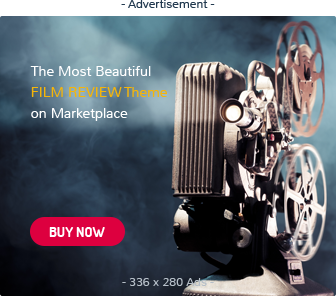 - Advertisement -
The Most Beautiful
FILM REVIEW Theme
on Marketplace
BUY NOW
- 336 x 280 Ads -